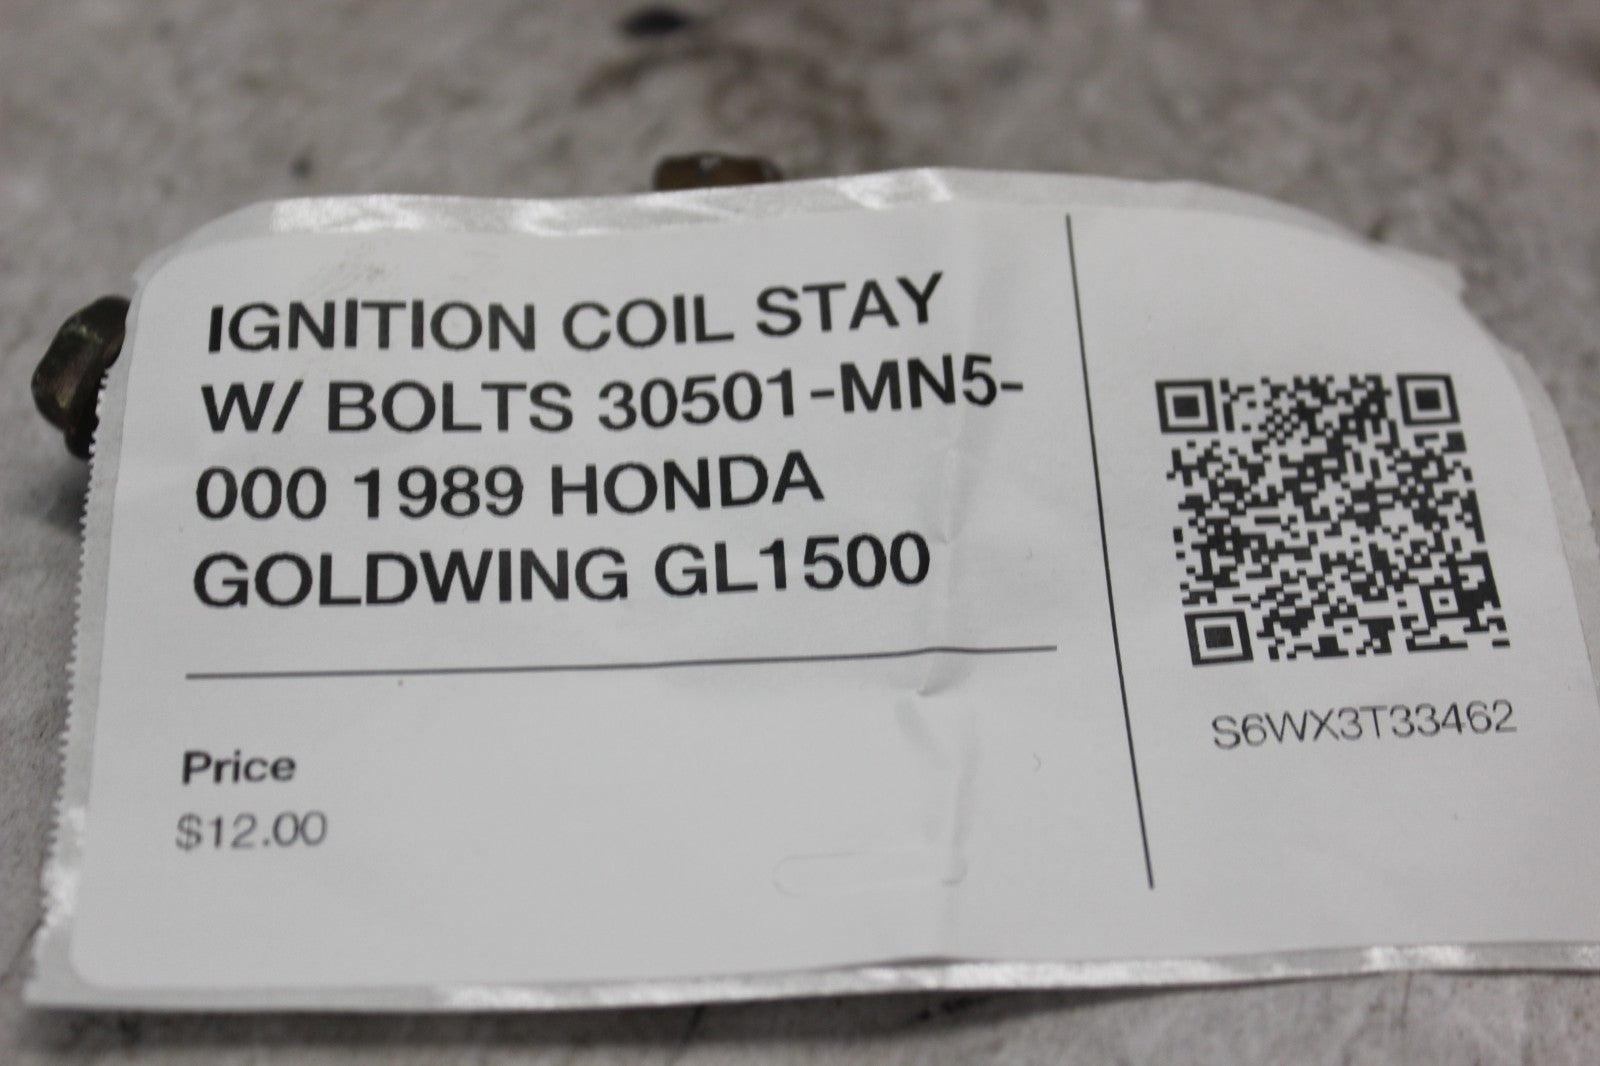 IGNITION COIL STAY
W/ BOLTS 30501-MN5-
000 1989 HONDA
GOLDWING GL1500
Price
$12.00
S6WX3T33462